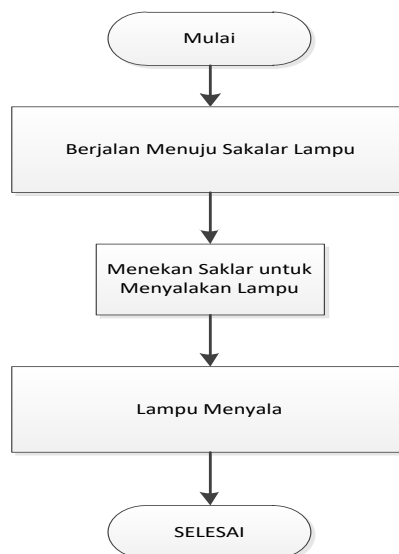 Mulai
Berjalan Menuju Sakalar Lampu
Menekan Saklar untuk
Menyalakan Lampu
Lampu Menyala
SELESAI